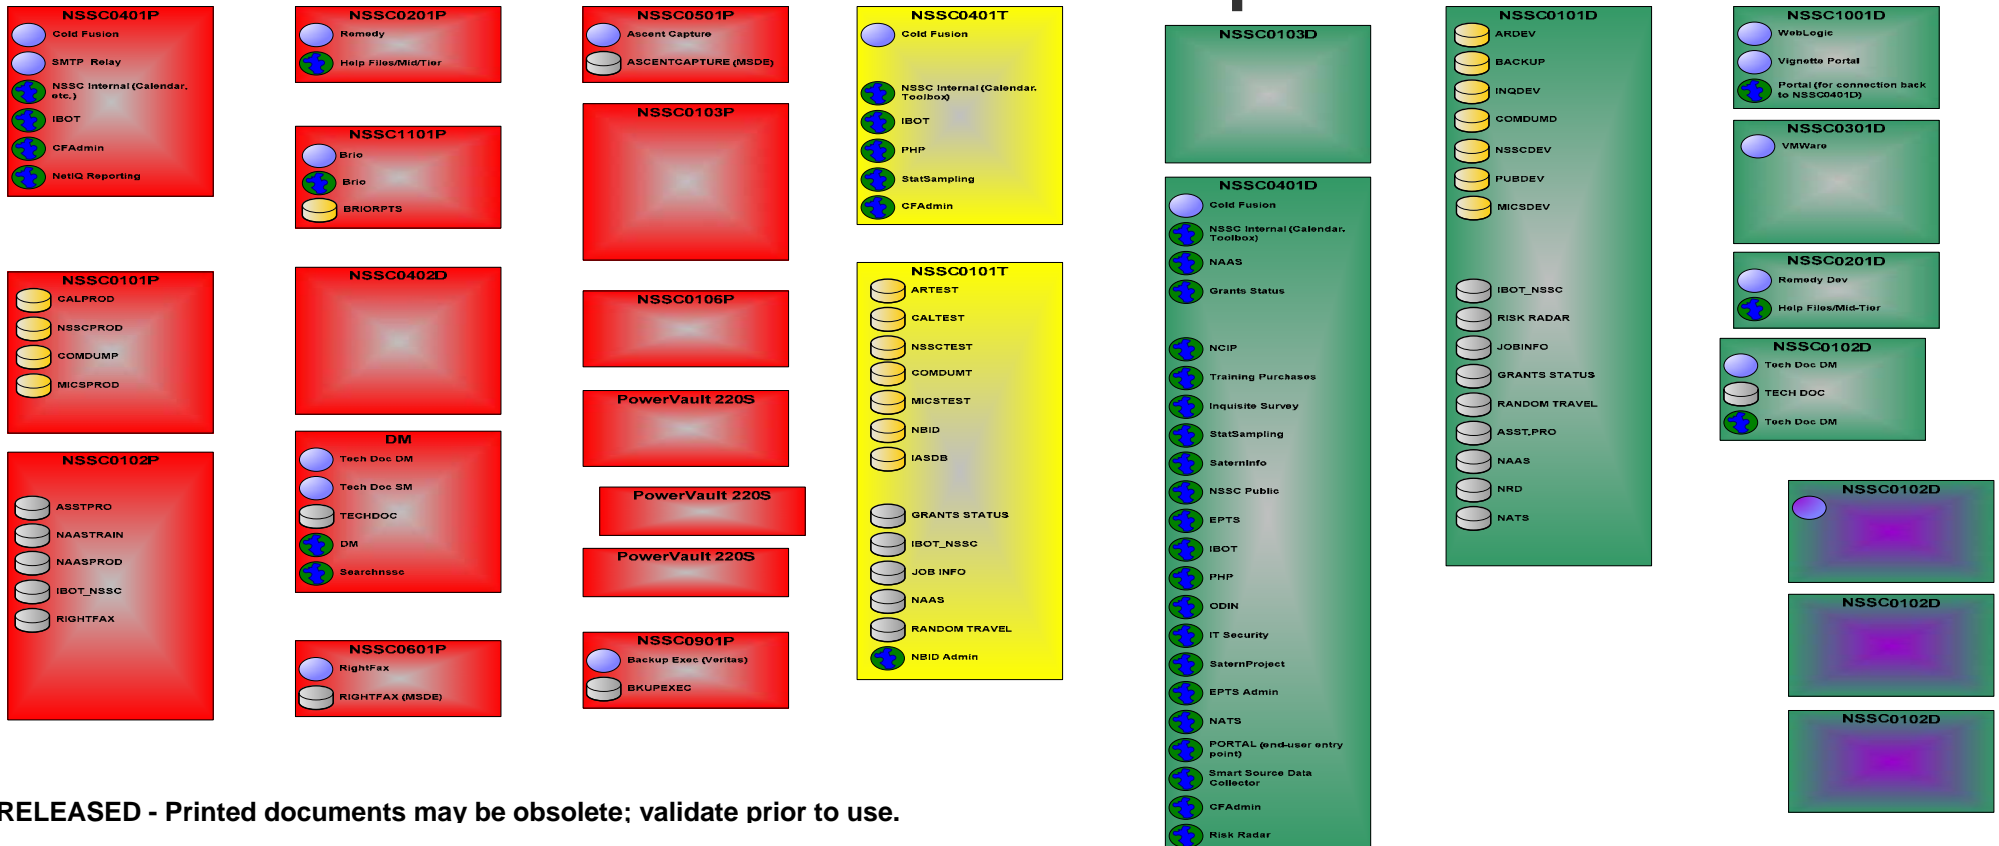 NSSC0401P
Cold Fusion
SMTP Relay
NSSC Internal (Calendar,
etc.)
IBOT
CFAdmin
NetIQ Reporting
NSSC0101P
CALPROD
NSSCPROD
COMDUMP
MICSPROD
NSSC0102P
ASSTPRO
NAASTRAIN
NAASPROD
IBOT_NSSC
RIGHTFAX
NSSC0201P
Remedy
Help Files/Mid/Tier
NSSC1101P
Brio
Brio
BRIORPTS
NSSC0402D
DM
Tech Doc DM
Tech Doc SM
TECHDOC
DM
Searchnssc
NSSC0601P
RightFax
RIGHTFAX (MSDE)
NSSC0501P
Ascent Capture
ASCENTCAPTURE (MSDE)
NSSC0103P
NSSC0106P
PowerVault 220S
PowerVault 220S
PowerVault 220S
NSSC0901P
Backup Exec (Veritas)
BKUPEXEC
NSSC0401T
Cold Fusion
NSSC Internal (Calendar.
Toolbox)
IBOT
PHP
StatSampling
CFAdmin
NSSC0101T
ARTEST
CALTEST
NSSCTEST
COMDUMT
MICSTEST
NBID
IASDB
GRANTS STATUS
IBOT_NSSC
JOB INFO
NAAS
RANDOM TRAVEL
NBID Admin
NSSC0103D
NSSC0401D
Cold Fusion
NSSC Internal (Calendar.
Toolbox)
NAAS
Grants Status
NCIP
Training Purchases
Inquisite Survey
StatSampling
SaternInfo
NSSC Public
EPTS
IBOT
PHP
ODIN
IT Security
SaternProject
EPTS Admin
NATS
PORTAL (end-user entry
point)
Smart Source Data
Collector
CFAdmin
Risk Radar
NSSC0101D
ARDEV
BACKUP
INQDEV
COMDUMD
NSSCDEV
PUBDEV
MICSDEV
IBOT_NSSC
RISK RADAR
JOBINFO
GRANTS STATUS
RANDOM TRAVEL
ASST_PRO
NAAS
NRD
NATS
NSSC1001D
WebLogic
Vignette Portal
Portal (for connection back
to NSSC0401D)
NSSC0301D
VMWare
NSSC0201D
Remedy Dev
Help Files/Mid-Tier
NSSC0102D
Tech Doc DM
TECH DOC
Tech Doc DM
NSSC0102D
NSSC0102D
NSSC0102D
RELEASED - Printed documents may be obsolete; validate prior to use.